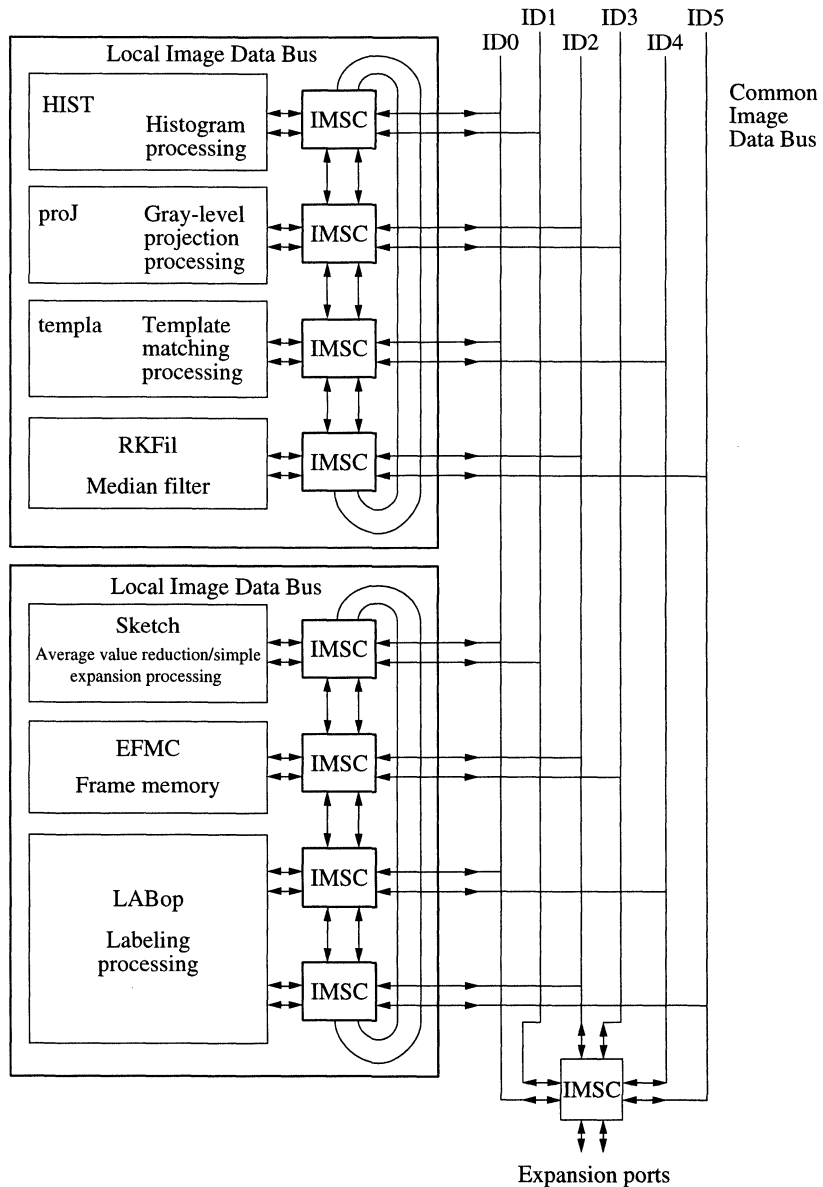 ID1 ID3 ID5
ID0 ID2 ID4
Common
Image
Data Bus
Local Image Data Bus
HIST
Histogram
processing
IMSC
proJ
Gray-level
projection
processing
IMSC
templa
Template
matching
processing
IMSC
RKFil
Median filter
IMSC
Local Image Data Bus
Sketch
Average value reduction/simple
expansion processing
IMSC
EFMC
Frame memory
IMSC
LABop
Labeling
processing
IMSC
IMSC
IMSC
Expansion ports